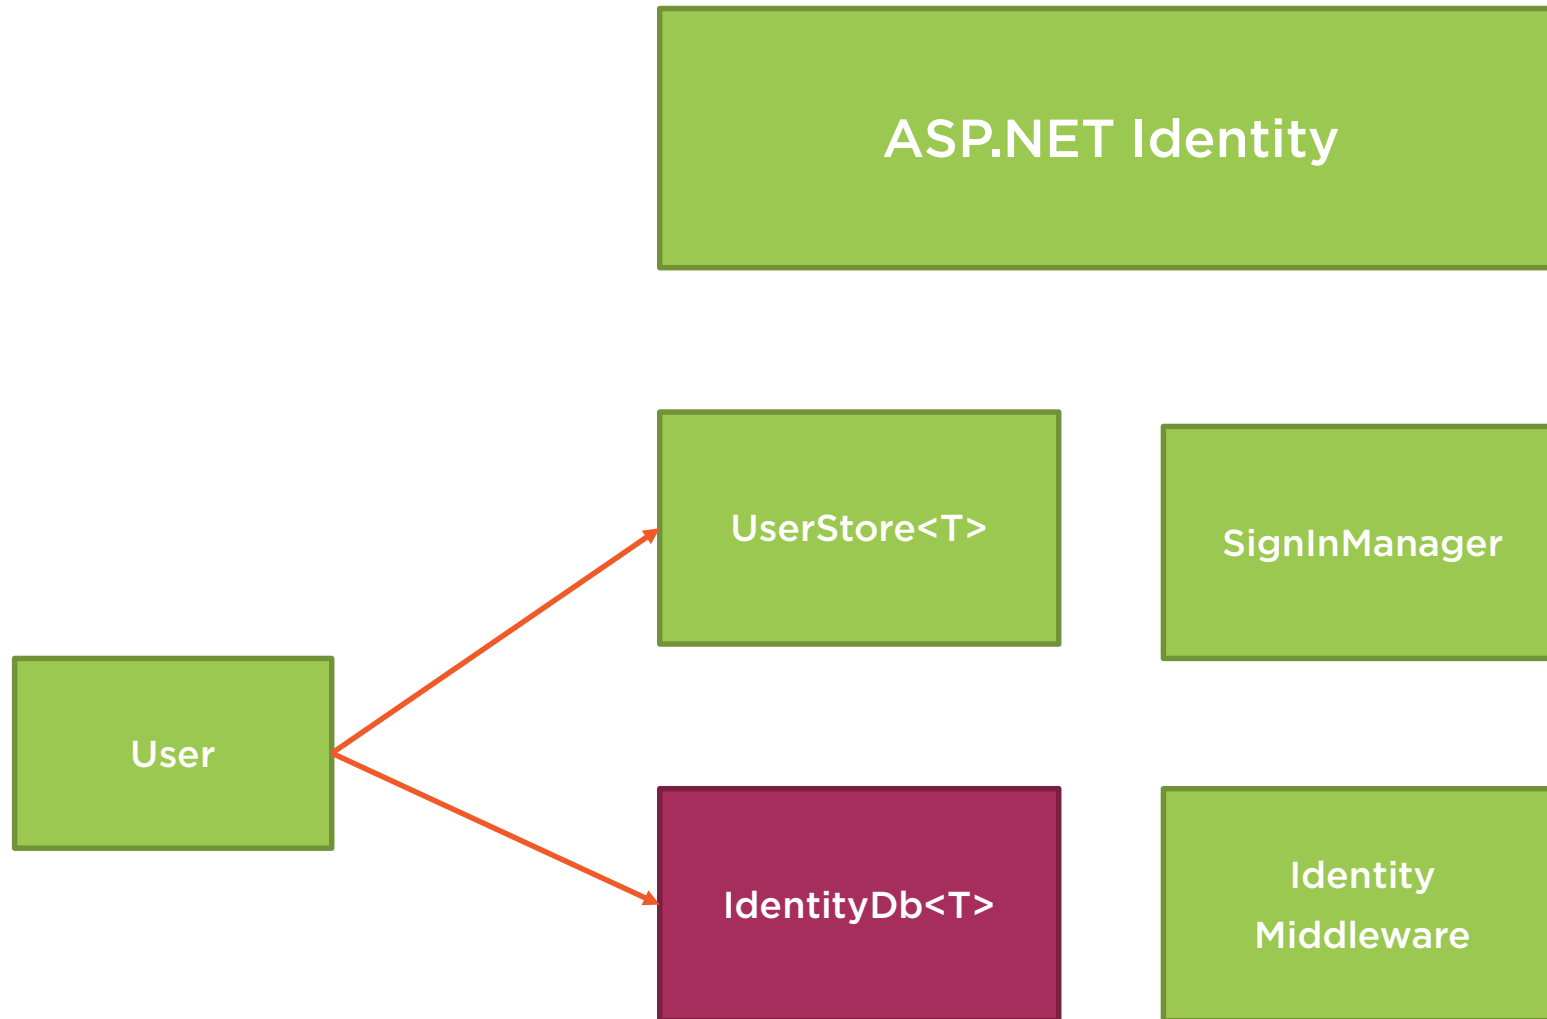 ASP.NET Identity
UserStore<T>
SignInManager
User
IdentityDb<T>
Identity
Middleware